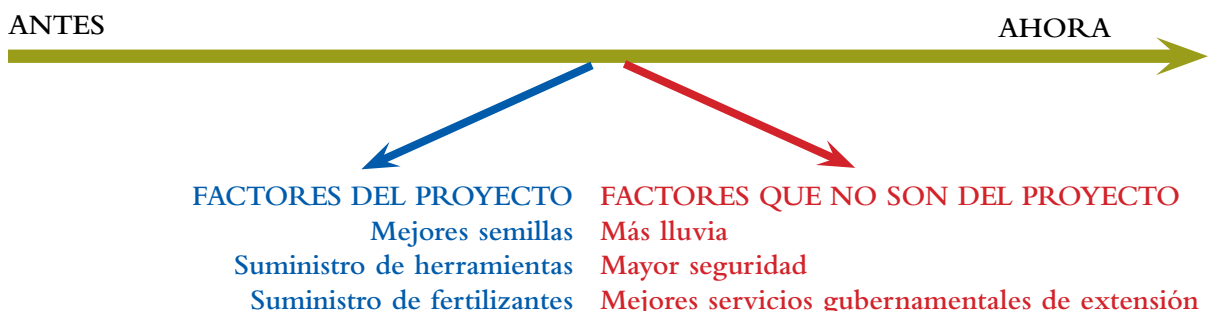 ANTES
AHORA
FACTORES DEL PROYECTO
Mejores semillas
Suministro de herramientas
Suministro de fertilizantes
FACTORES QUE NO SON DEL PROYECTO
Más lluvia
Mayor seguridad
Mejores servicios gubernamentales de extensión